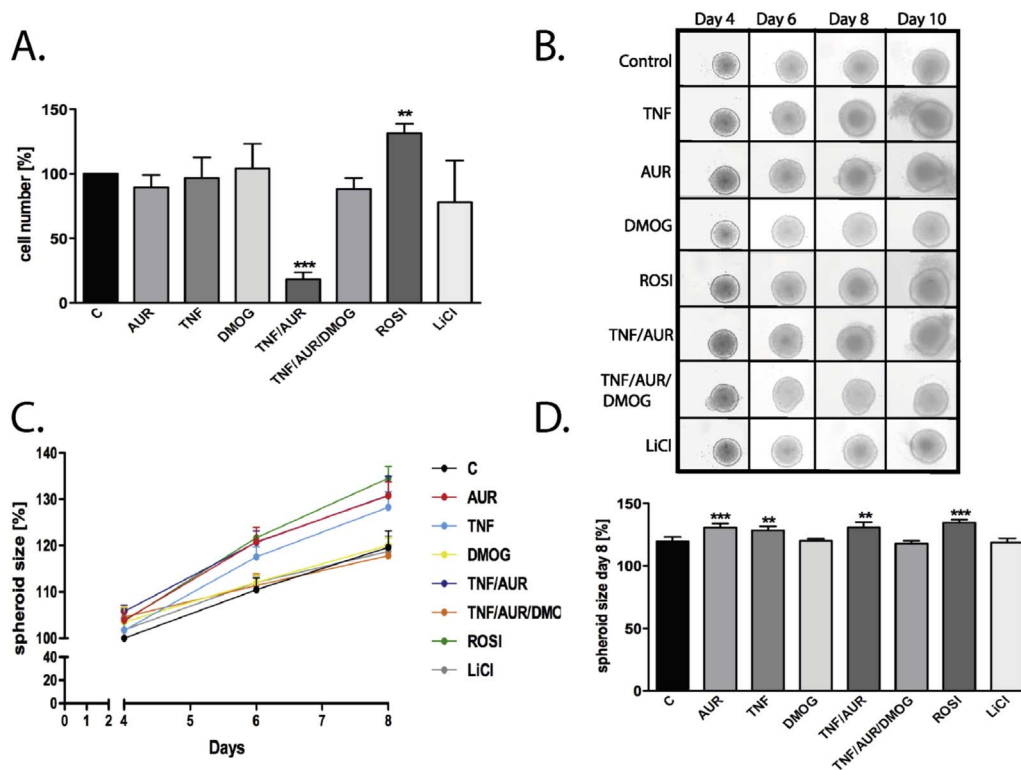 A.
cell number [%]
150
100
50
0
**
***
C
AUR
TNF
DMOG
TNF/AUR
TNF/AUR/DMOG
ROSI
LiCl
B.
Day 4 Day 6 Day 8 Day 10
Control
TNF
AUR
DMOG
ROSI
TNF/AUR
TNF/AUR/
DMOG
LiCl
C.
spheroid size [%]
140
130
120
110
100
40
20
0
0 1 2 4 5 6 7 8
Days
C
AUR
TNF
DMOG
TNF/AUR
TNF/AUR/DMO
ROSI
LiCl
D.
spheroid size day 8 [%]
150
100
50
0
*** ** ** ***
C
AUR
TNF
DMOG
TNF/AUR
TNF/AUR/DMOG
ROSI
LiCl